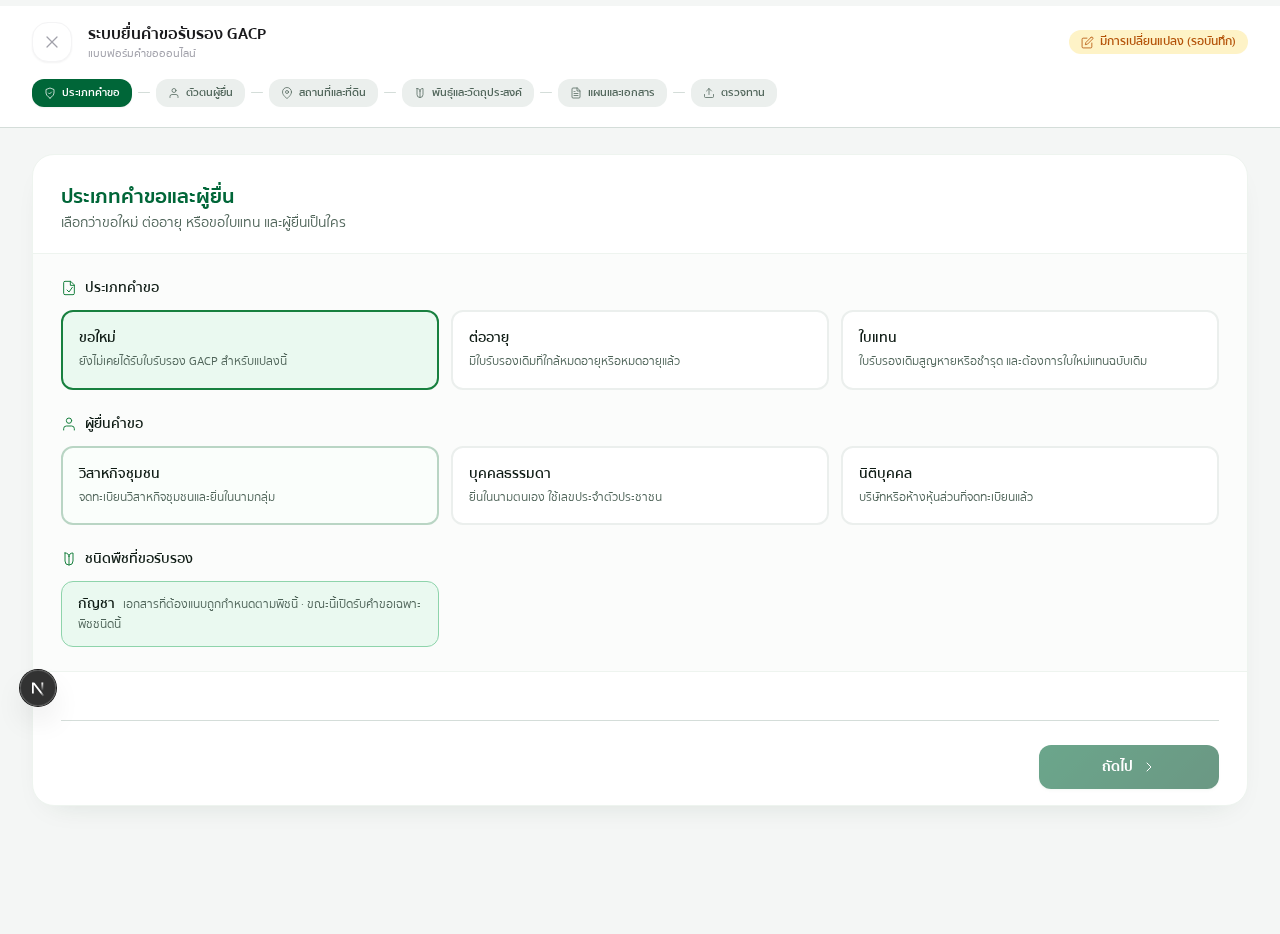 ระบบยื่นคำขอรับรอง GACP
แบบฟอร์มคำขอออนไลน์
มีการเปลี่ยนแปลง (รอบันทึก)
ประเภทคำขอ
ตัวตนผู้ยื่น
สถานที่และที่ดิน
พันธุ์และวัตถุประสงค์
แผนและเอกสาร
ตรวจทาน
ประเภทคำขอและผู้ยื่น
เลือกว่าขอใหม่ ต่ออายุ หรือขอใบแทน และผู้ยื่นเป็นใคร
ประเภทคำขอ
ขอใหม่
ยังไม่เคยได้รับใบรับรอง GACP สำหรับแปลงนี้
ต่ออายุ
มีใบรับรองเดิมที่ใกล้หมดอายุหรือหมดอายุแล้ว
ใบแทน
ใบรับรองเดิมสูญหายหรือชำรุด และต้องการใบใหม่แทนฉบับเดิม
ผู้ยื่นคำขอ
วิสาหกิจชุมชน
จดทะเบียนวิสาหกิจชุมชนและยื่นในนามกลุ่ม
บุคคลธรรมดา
ยื่นในนามตนเอง ใช้เลขประจำตัวประชาชน
นิติบุคคล
บริษัทหรือห้างหุ้นส่วนที่จดทะเบียนแล้ว
ชนิดพืชที่ขอรับรอง
กัญชา เอกสารที่ต้องแนบถูกกำหนดตามพืชนี้ · ขณะนี้เปิดรับคำขอเฉพาะ
พืชชนิดนี้
N
ถัดไป